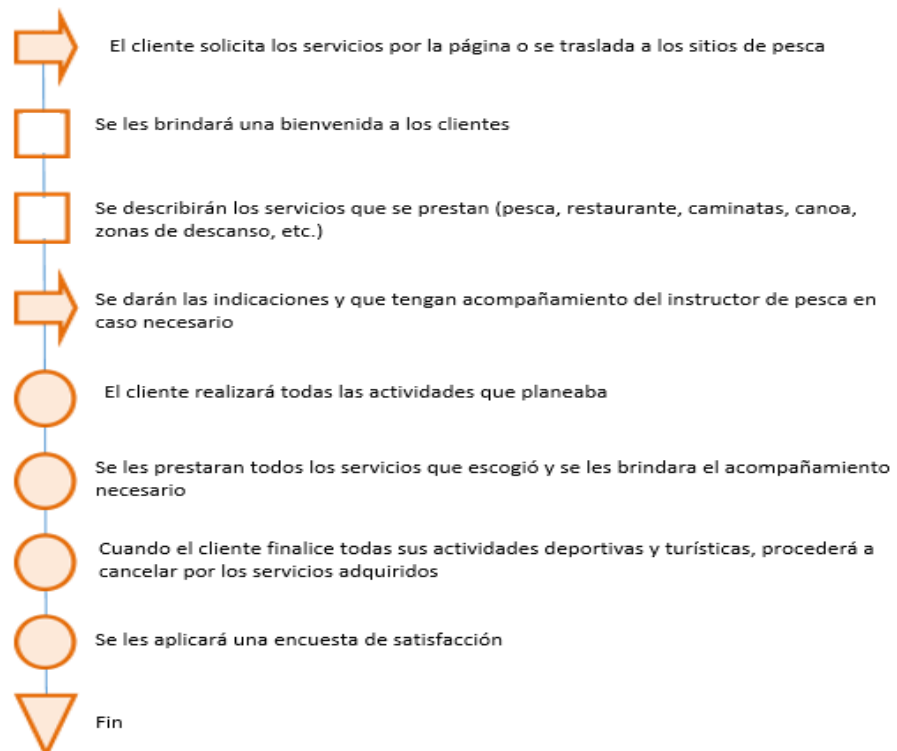 El cliente solicita los servicios por la página o se traslada a los sitios de pesca
Se les brindará una bienvenida a los clientes
Se describirán los servicios que se prestan (pesca, restaurante, caminatas, canoa,
zonas de descanso, etc.)
Se darán las indicaciones y que tengan acompañamiento del instructor de pesca en
caso necesario
El cliente realizará todas las actividades que planeaba
Se les prestaran todos los servicios que escogió y se les brindara el acompañamiento
necesario
Cuando el cliente finalice todas sus actividades deportivas y turísticas, procederá a
cancelar por los servicios adquiridos
Se les aplicará una encuesta de satisfacción
Fin